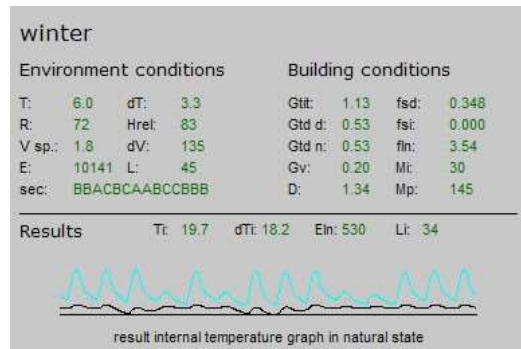 winter
Environment conditions Building conditions
T: 6.0 dT: 3.3 Gtit: 1.13 fsd: 0.348
R: 72 Hrel: 83 Gtd d: 0.53 fsi: 0.000
V sp.: 1.8 dV: 135 Gtd n: 0.53 fln: 3.54
E: 10141 L: 45 Gv: 0.20 Mi: 30
sec: BBACBCAABCCBBB D: 1.34 Mp: 145
Results Ti: 19.7 dTi: 18.2 Eln: 530 Li: 34
result internal temperature graph in natural state